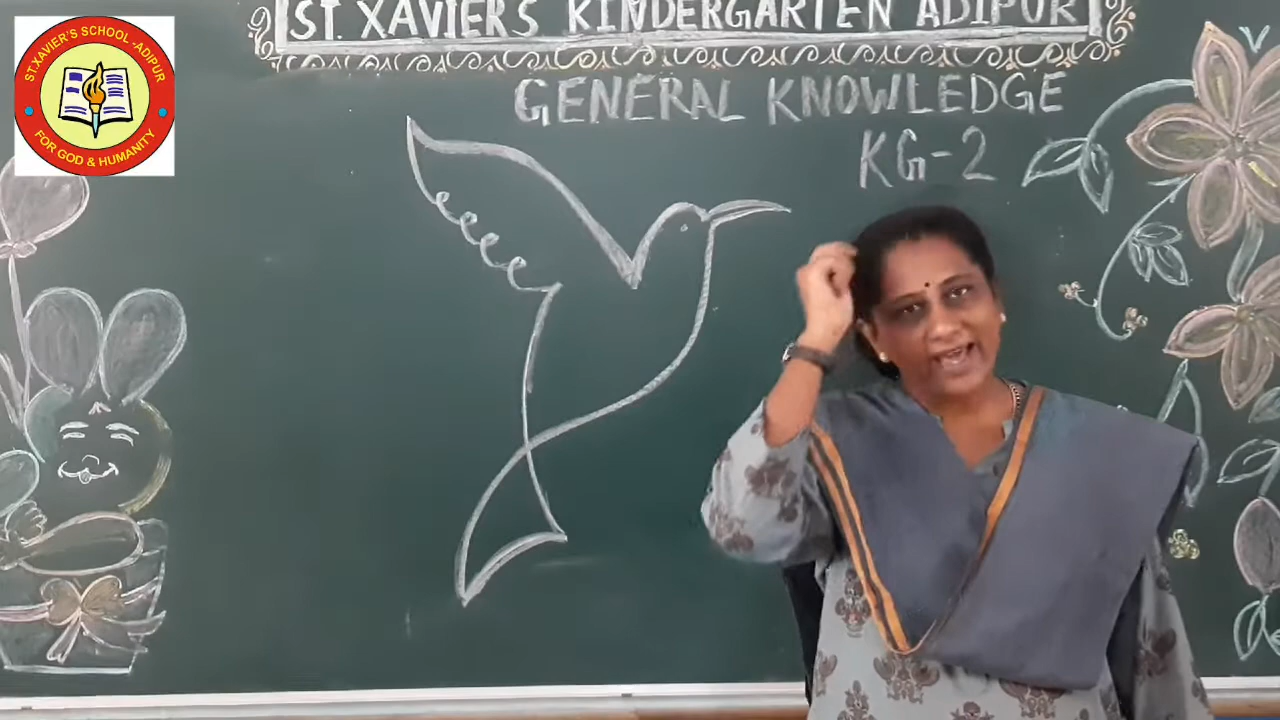 ST. XAVIER'S SCHOOL - ADIPUR
FOR GOD & HUMANITY
ST. XAVIERS KINDERGARTEN ADIPUR
GENERAL KNOWLEDGE
KG-2